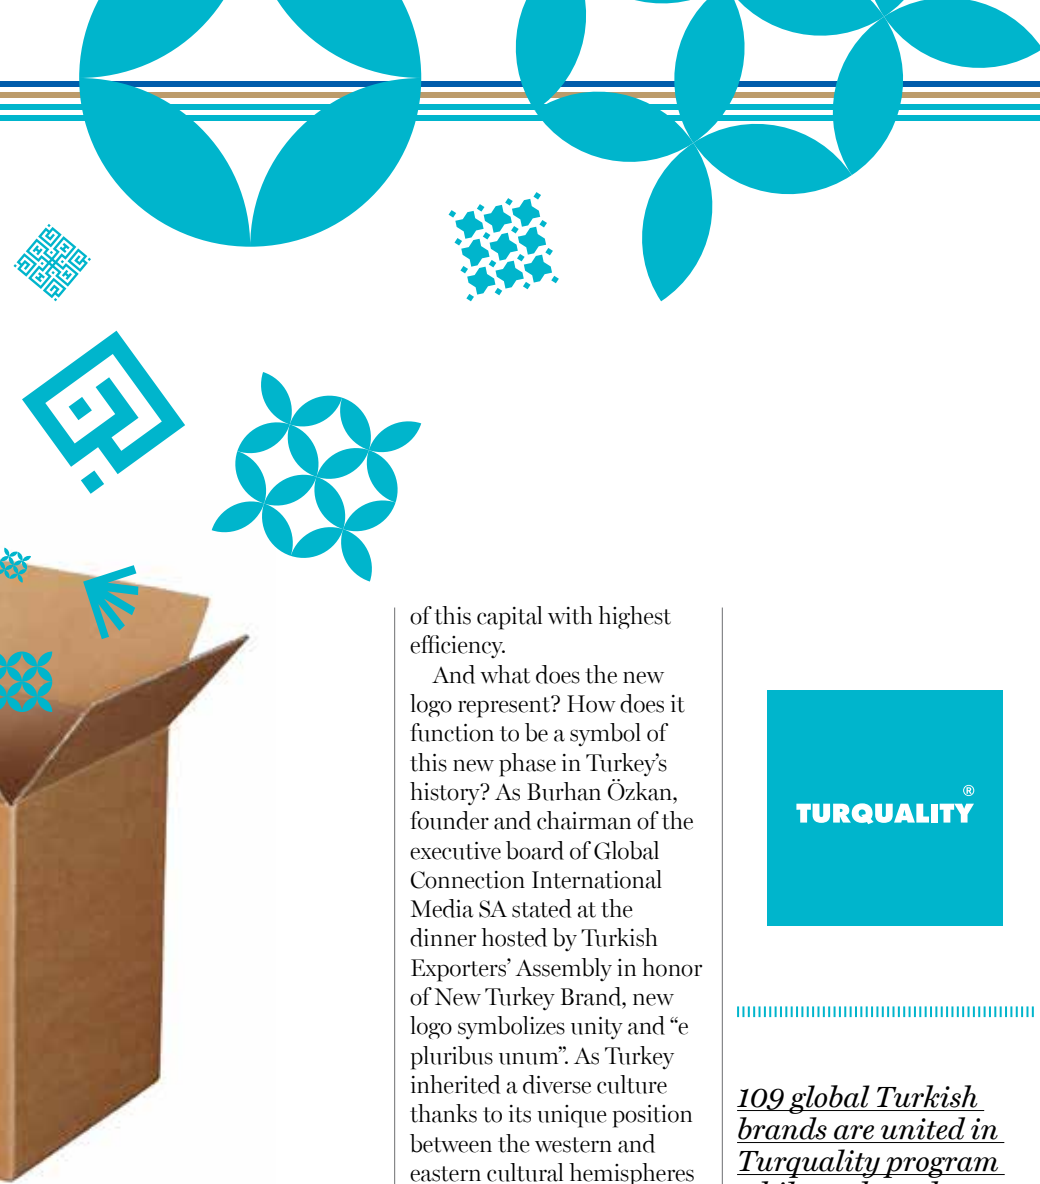 of this capital with highest
efficiency.
And what does the new
logo represent? How does it
function to be a symbol of
this new phase in Turkey’s
history? As Burhan Özkan,
founder and chairman of the
executive board of Global
Connection International
Media SA stated at the
dinner hosted by Turkish
Exporters’ Assembly in honor
of New Turkey Brand, new
logo symbolizes unity and “e
pluribus unum”. As Turkey
inherited a diverse culture
thanks to its unique position
between the western and
eastern cultural hemispheres
TURQUALITY®
109 global Turkish
brands are united in
Turquality program